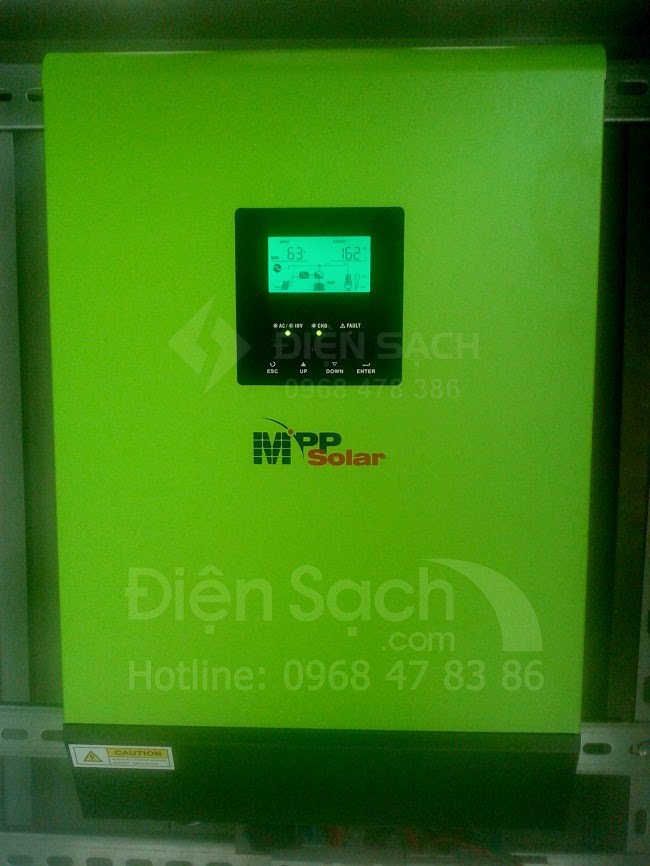 63
162
AC/ INV CHG FAULT
ĐIỆN SẠCH
ESC UP DOWN ENTER
0968 478 386
MPP
Solar
Điện Sạch
.com
Hotline: 0968 47 83 86
CAUTION